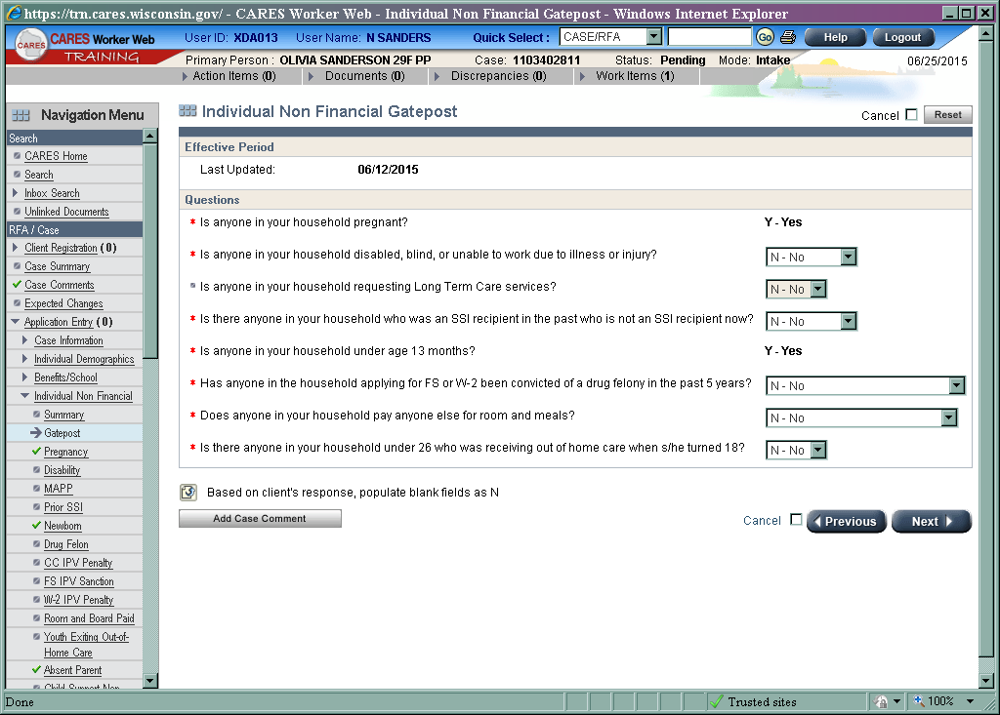 https://trn.cares.wisconsin.gov/ - CARES Worker Web - Individual Non Financial Gatepost - Windows Internet Explorer
CARES
CARES Worker Web
TRAINING
User ID: XDA013 User Name: N SANDERS Quick Select : CASE/RFA Go Help Logout
Primary Person : OLIVIA SANDERSON 29F PP Case: 1103402811 Status: Pending Mode: Intake 06/25/2015
Action Items (0) Documents (0) Discrepancies (0) Work Items (1)
Navigation Menu
Search
CARES Home
Search
Inbox Search
Unlinked Documents
RFA / Case
Client Registration (0)
Case Summary
Case Comments
Expected Changes
Application Entry (0)
Case Information
Individual Demographics
Benefits/School
Individual Non Financial
Summary
Gatepost
Pregnancy
Disability
MAPP
Prior SSI
Newborn
Drug Felon
CC IPV Penalty
FS IPV Sanction
W-2 IPV Penalty
Room and Board Paid
Youth Exiting Out-of-
Home Care
Absent Parent
Child Support Non
Individual Non Financial Gatepost
Cancel Reset
Effective Period
Last Updated: 06/12/2015
Questions
* Is anyone in your household pregnant? Y - Yes
* Is anyone in your household disabled, blind, or unable to work due to illness or injury? N - No
Is anyone in your household requesting Long Term Care services? N - No
* Is there anyone in your household who was an SSI recipient in the past who is not an SSI recipient now? N - No
* Is anyone in your household under age 13 months? Y - Yes
* Has anyone in the household applying for FS or W-2 been convicted of a drug felony in the past 5 years? N - No
* Does anyone in your household pay anyone else for room and meals? N - No
* Is there anyone in your household under 26 who was receiving out of home care when s/he turned 18? N - No
Based on client's response, populate blank fields as N
Add Case Comment
Cancel Previous Next
Done Trusted sites 100%